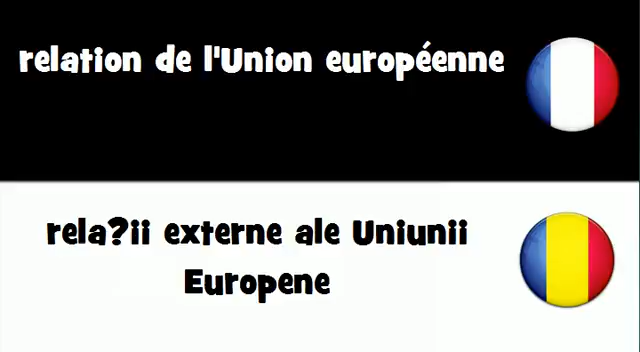 relation de l'Union européenne
rela?ii externe ale Uniunii
Europene